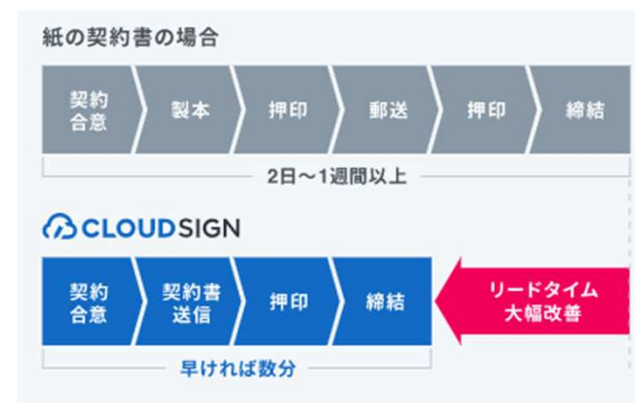 紙の契約書の場合
契約
合意
製本
押印
郵送
押印
締結
2日〜1週間以上
CLOUDSIGN
契約
合意
契約書
送信
押印
締結
リードタイム
大幅改善
早ければ数分